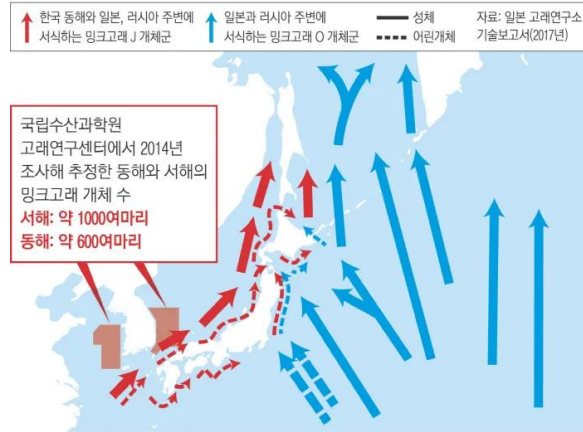 한국 동해와 일본, 러시아 주변에
서식하는 밍크고래 J 개체군
일본과 러시아 주변에
서식하는 밍크고래 O 개체군
성체
어린개체
자료: 일본 고래연구소
기술보고서(2017년)
국립수산과학원
고래연구센터에서 2014년
조사해 추정한 동해와 서해의
밍크고래 개체 수
서해: 약 1000여마리
동해: 약 600여마리